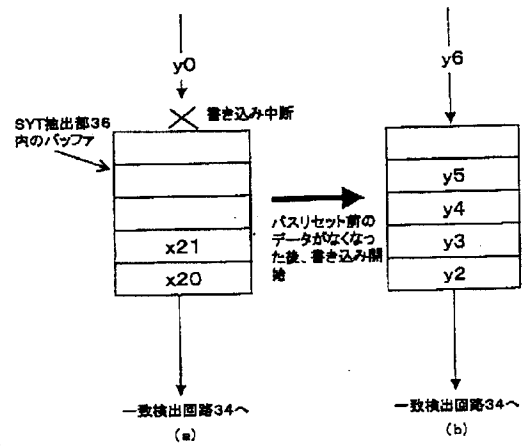 y0
書き込み中断
SYT抽出部36
内のバッファ
x21
x20
一致検出回路34へ
(a)
バスリセット前の
データがなくなっ
た後、書き込み開
始
y6
y5
y4
y3
y2
一致検出回路34へ
(b)